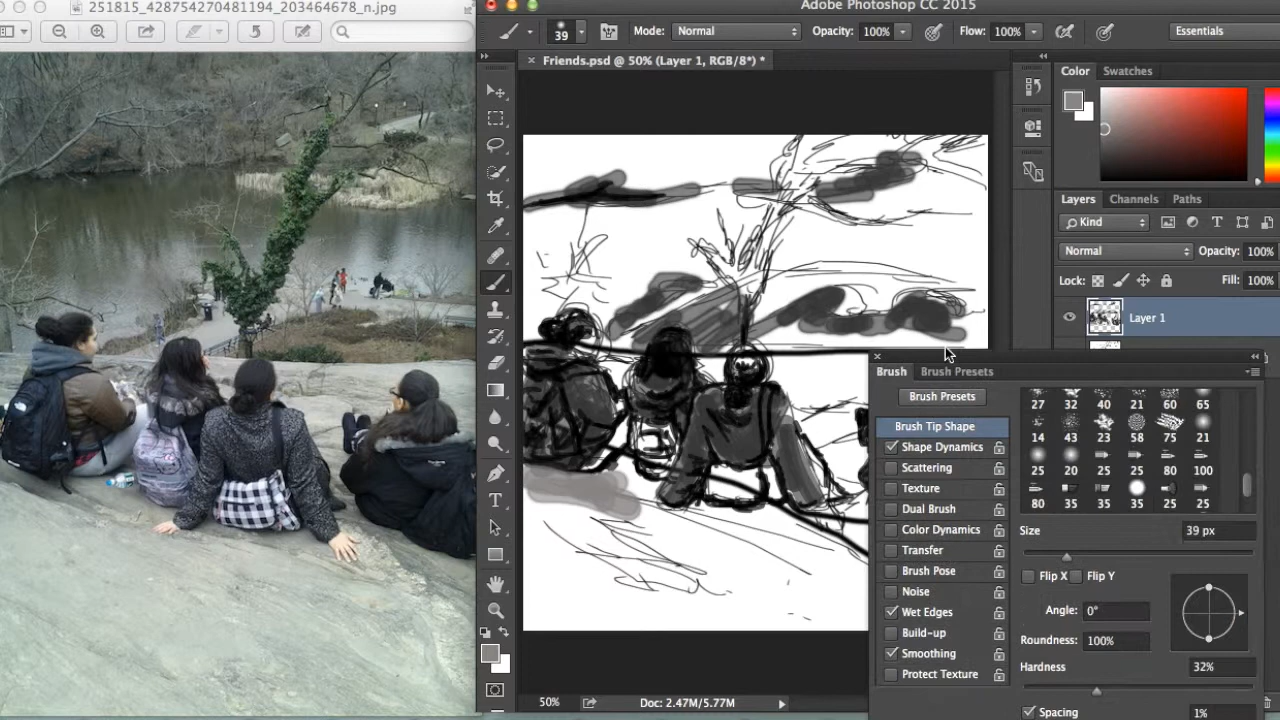 251815_428754270481194_203464678_n.jpg
Adobe Photoshop CC 2015
39 Mode: Normal Opacity: 100% Flow: 100% Essentials
Friends.psd @ 50% (Layer 1, RGB/8*) *
Color Swatches
Layers Channels Paths
Kind
Normal Opacity: 100%
Lock: Fill: 100%
Layer 1
Brush Brush Presets
Brush Presets
Brush Tip Shape
Shape Dynamics
Scattering
Texture
Dual Brush
Color Dynamics
Transfer
Brush Pose
Noise
Wet Edges
Build-up
Smoothing
Protect Texture
27 32 40 21 60 65
14 43 23 58 75 21
25 20 25 25 80 100
80 35 35 35 25 25
Size 39 px
Flip X Flip Y
Angle: 0°
Roundness: 100%
Hardness 32%
Spacing 1%
50% Doc: 2.47M/5.77M